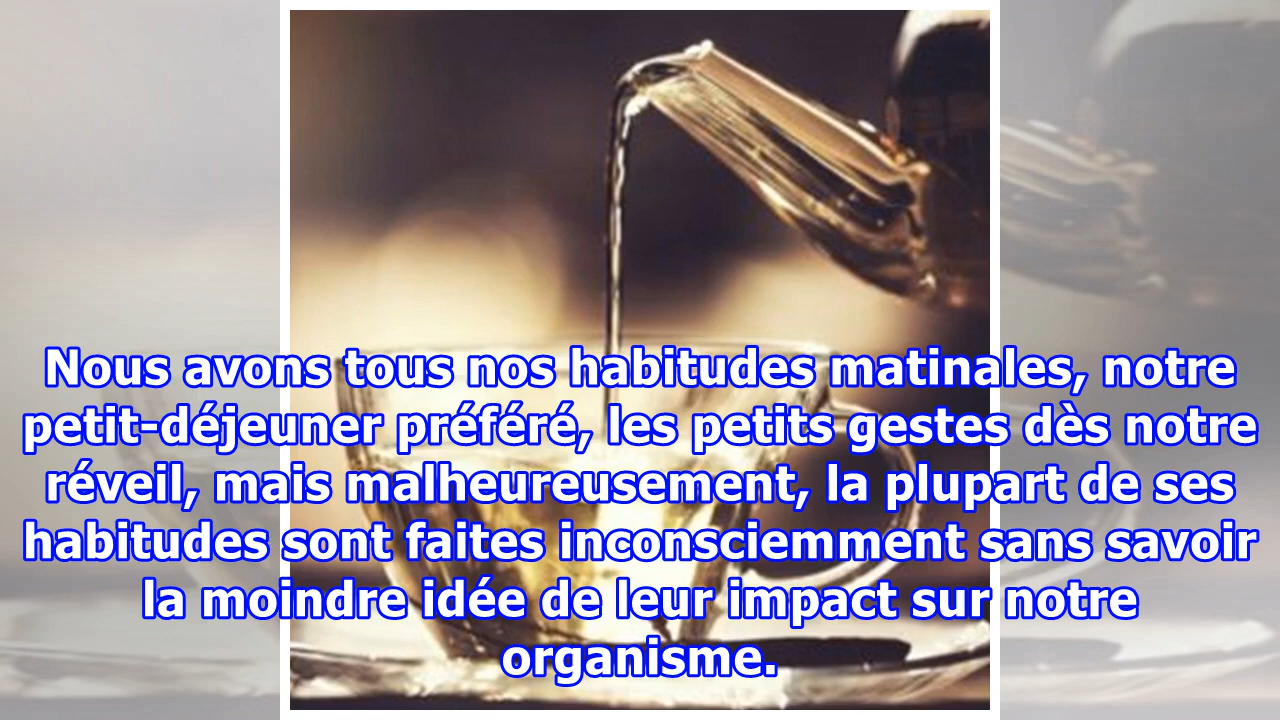 Nous avons tous nos habitudes matinales, notre
petit-déjeuner préféré, les petits gestes dès notre
réveil, mais malheureusement, la plupart de ses
habitudes sont faites inconsciemment sans savoir
la moindre idée de leur impact sur notre
organisme.